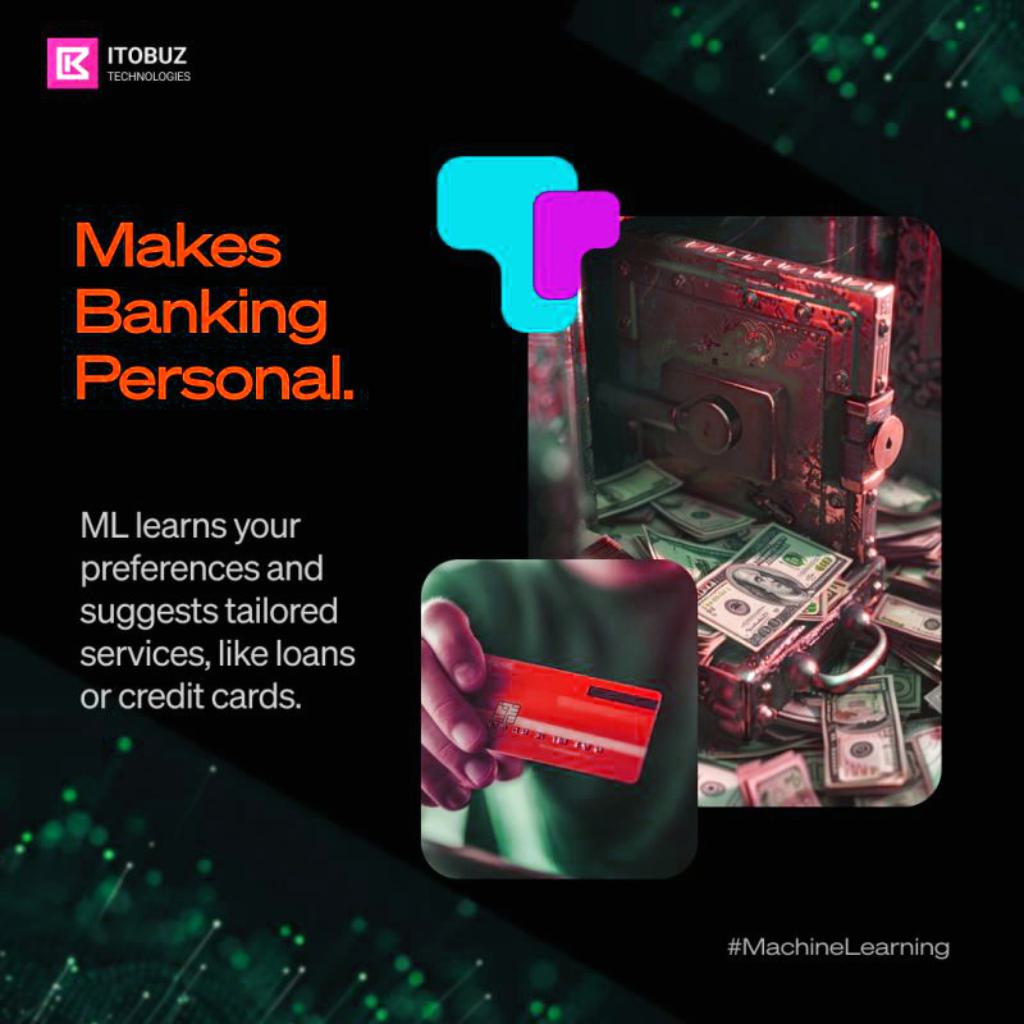 ITOBUZ
TECHNOLOGIES
Makes
Banking
Personal.
ML learns your
preferences and
suggests tailored
services, like loans
or credit cards.
#MachineLearning